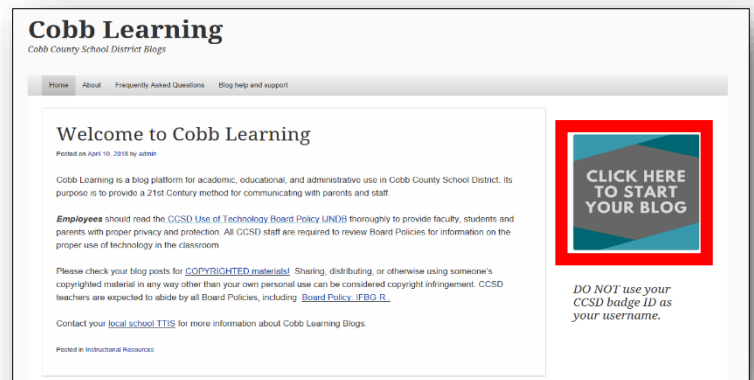 Cobb Learning
Cobb County School District Blogs
Home About Frequently Asked Questions Blog help and support
Welcome to Cobb Learning
Posted on April 10, 2018 by admin
Cobb Learning is a blog platform for academic, educational, and administrative use in Cobb County School District. Its
purpose is to provide a 21st Century method for communicating with parents and staff.
Employees should read the CCSD Use of Technology Board Policy IJNDB thoroughly to provide faculty, students and
parents with proper privacy and protection. All CCSD staff are required to review Board Policies for information on the
proper use of technology in the classroom.
Please check your blog posts for COPYRIGHTED materials! Sharing, distributing, or otherwise using someone's
copyrighted material in any way other than your own personal use can be considered copyright infringement. CCSD
teachers are expected to abide by all Board Policies, including Board Policy: IFBG-R .
Contact your local school TTIS for more information about Cobb Learning Blogs.
Posted in Instructional Resources
CLICK HERE
TO START
YOUR BLOG
DO NOT use your
CCSD badge ID as
your username.